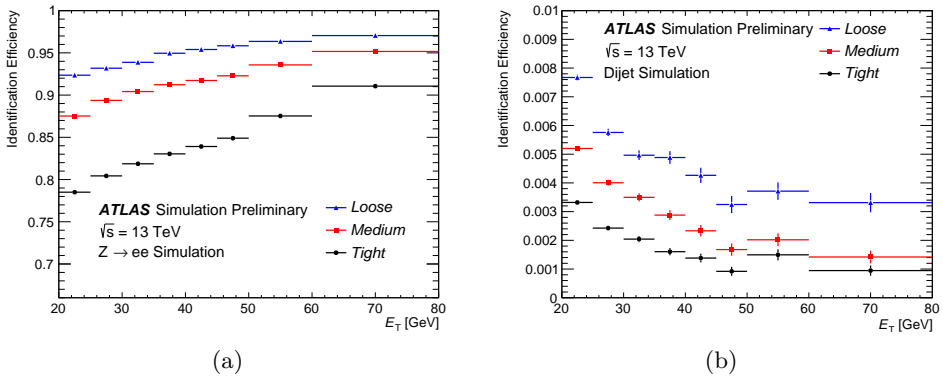 Identification Efficiency
1
0.95
0.9
0.85
0.8
0.75
0.7
ATLAS Simulation Preliminary
√s = 13 TeV
Z → ee Simulation
Loose
Medium
Tight
20 30 40 50 60 70 80
E_T [GeV]
(a)
Identification Efficiency
0.01
0.009
0.008
0.007
0.006
0.005
0.004
0.003
0.002
0.001
0
ATLAS Simulation Preliminary
√s = 13 TeV
Dijet Simulation
Loose
Medium
Tight
20 30 40 50 60 70 80
E_T [GeV]
(b)